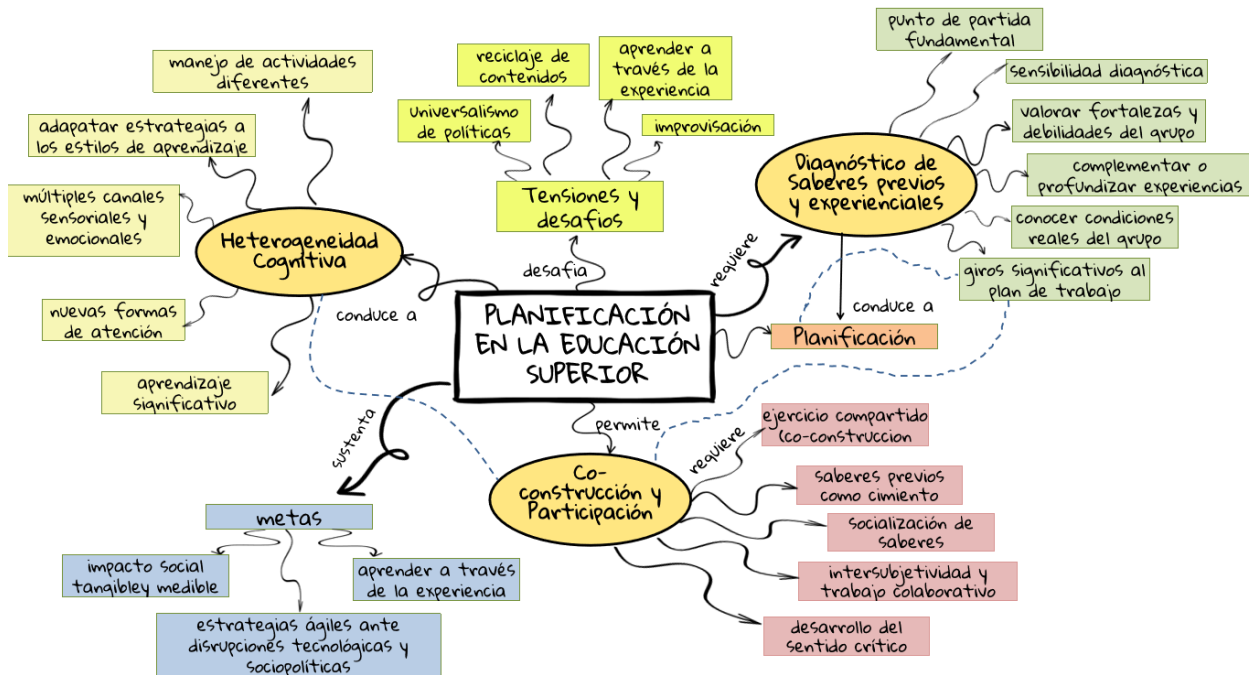 manejo de actividades
diferentes
adapatar estrategias a
los estilos de aprendizaje
múltiples canales
sensoriales y
emocionales
Heterogeneidad
Cognitiva
nuevas formas
de atención
aprendizaje
significativo
conduce a
reciclaje de
contenidos
aprender a
través de la
experiencia
universalismo
de políticas
improvisación
Tensiones y
desafíos
desafía
punto de partida
fundamental
sensibilidad diagnóstica
valorar fortalezas y
debilidades del grupo
Diagnóstico de
Saberes previos
y experienciales
complementar o
profundizar experiencias
conocer condiciones
reales del grupo
giros significativos al
plan de trabajo
requiere
conduce a
Planificación
PLANIFICACIÓN
EN LA EDUCACIÓN
SUPERIOR
sustenta
permite
metas
impacto social
tangibley medible
aprender a través
de la experiencia
estrategias ágiles ante
disrupciones tecnológicas y
sociopolíticas
Co-
construcción y
Participación
requiere
ejercicio compartido
(co-construccion
saberes previos
como cimiento
socialización de
saberes
intersubjetividad y
trabajo colaborativo
desarrollo del
sentido crítico